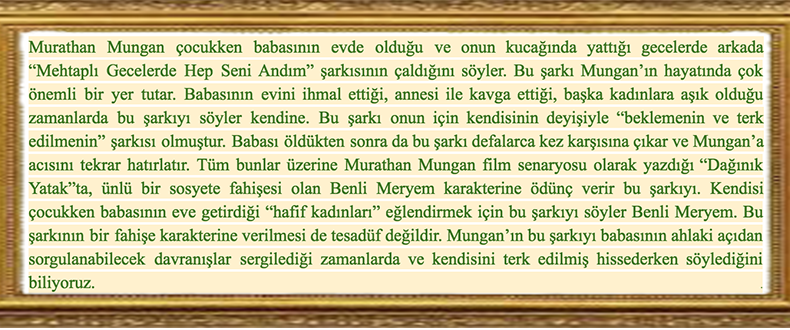 Murathan Mungan çocukken babasının evde olduğu ve onun kucağında yattığı gecelerde arkada
“Mehtaplı Gecelerde Hep Seni Andım” şarkısının çaldığını söyler. Bu şarkı Mungan’ın hayatında çok
önemli bir yer tutar. Babasının evini ihmal ettiği, annesi ile kavga ettiği, başka kadınlara aşık olduğu
zamanlarda bu şarkıyı söyler kendine. Bu şarkı onun için kendisinin deyişiyle “beklemenin ve terk
edilmenin” şarkısı olmuştur. Babası öldükten sonra da bu şarkı defalarca kez karşısına çıkar ve Mungan’a
acısını tekrar hatırlatır. Tüm bunlar üzerine Murathan Mungan film senaryosu olarak yazdığı “Dağınık
Yatak”ta, ünlü bir sosyete fahişesi olan Benli Meryem karakterine ödünç verir bu şarkıyı. Kendisi
çocukken babasının eve getirdiği “hafif kadınları” eğlendirmek için bu şarkıyı söyler Benli Meryem. Bu
şarkının bir fahişe karakterine verilmesi de tesadüf değildir. Mungan’ın bu şarkıyı babasının ahlaki açıdan
sorgulanabilecek davranışlar sergilediği zamanlarda ve kendisini terk edilmiş hissederken söylediğini
biliyoruz.